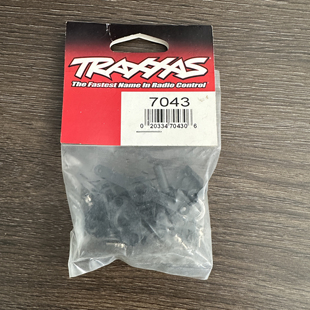 TRAXXAS
The Fastest Name In Radio Control
7043
0 20334 70430 6